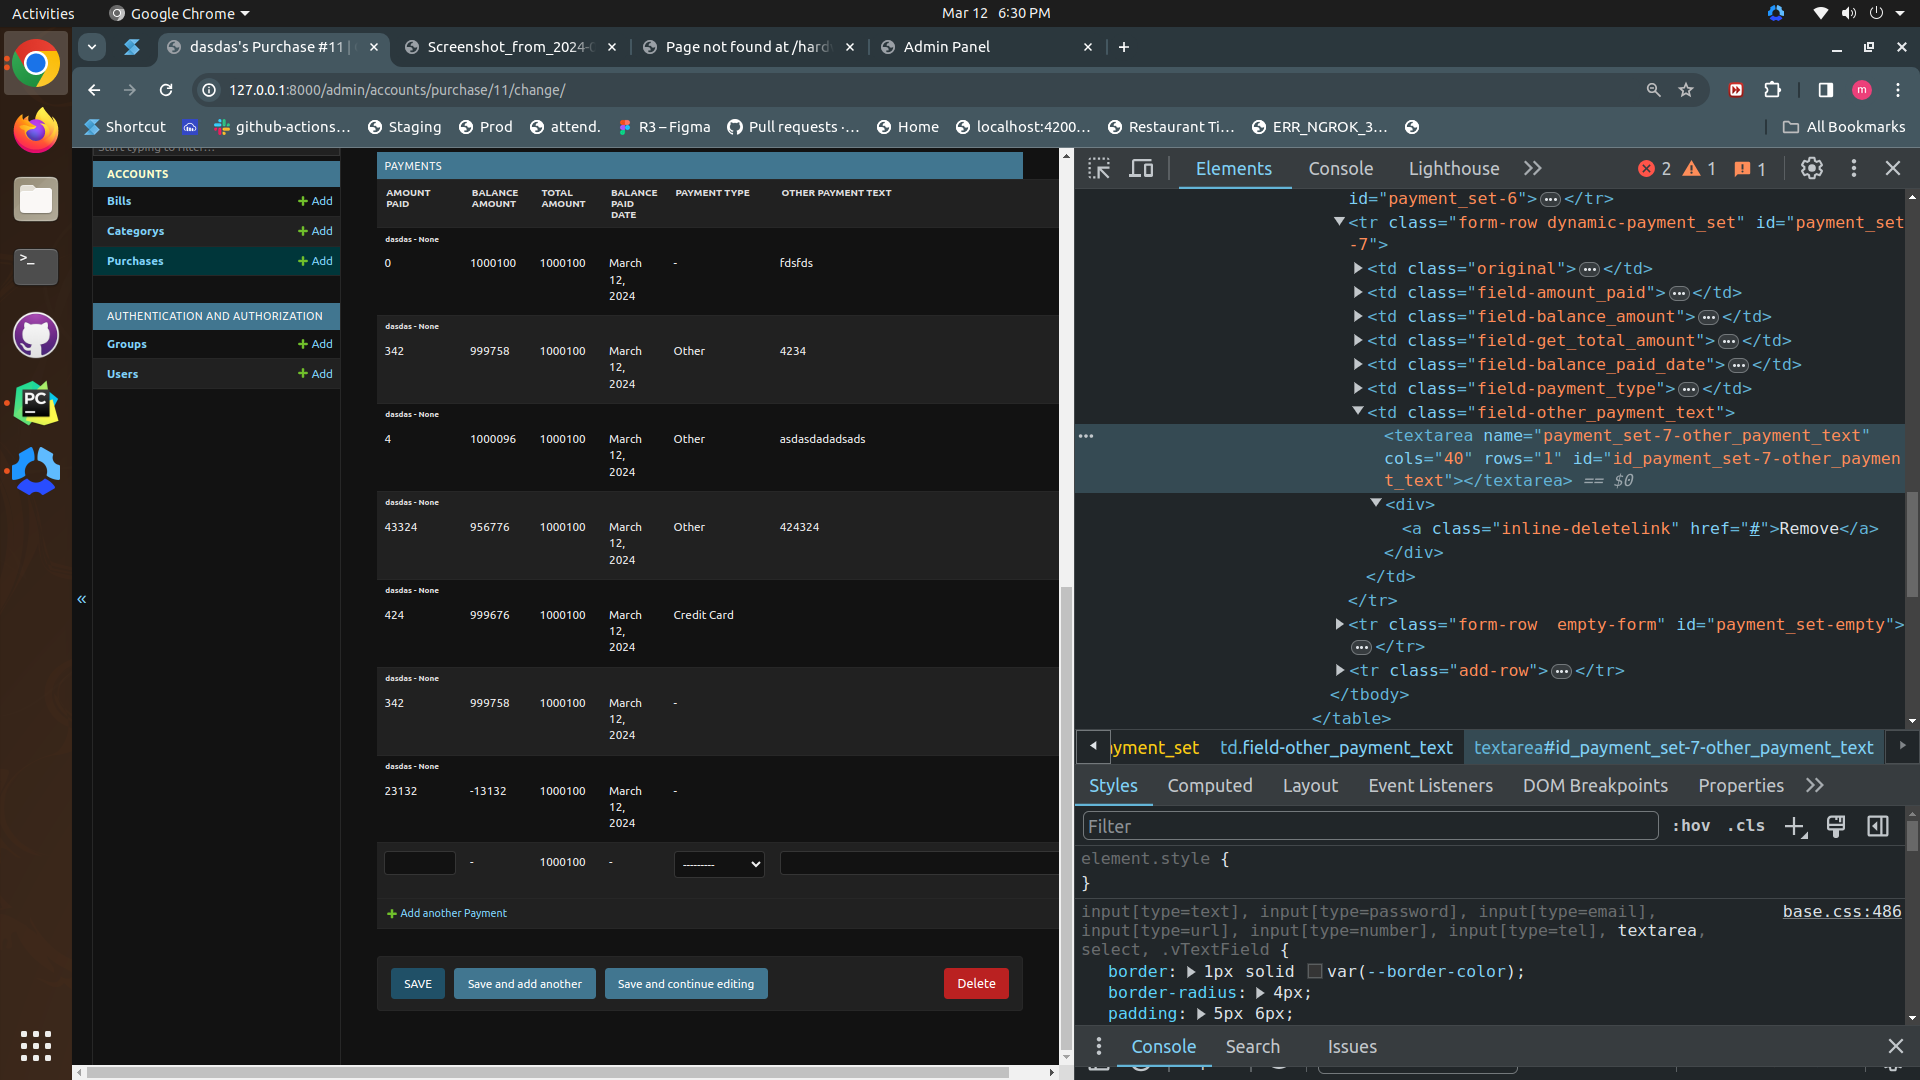 Activities
Google Chrome
Mar 12 6:30 PM
dasdas's Purchase #11 |
Screenshot_from_2024-
Page not found at /hard
Admin Panel
127.0.0.1:8000/admin/accounts/purchase/11/change/
m
Shortcut
github-actions...
Staging
Prod
attend.
R3 – Figma
Pull requests ·...
Home
localhost:4200...
Restaurant Ti...
ERR_NGROK_3...
All Bookmarks
Start typing to filter...
ACCOUNTS
Bills + Add
Categorys + Add
Purchases + Add
AUTHENTICATION AND AUTHORIZATION
Groups + Add
Users + Add
«
PAYMENTS
AMOUNT PAID BALANCE AMOUNT TOTAL AMOUNT BALANCE PAID DATE PAYMENT TYPE OTHER PAYMENT TEXT
dasdas - None
0 1000100 1000100 March 12, 2024 - fdsfds
dasdas - None
342 999758 1000100 March 12, 2024 Other 4234
dasdas - None
4 1000096 1000100 March 12, 2024 Other asdasdadadsads
dasdas - None
43324 956776 1000100 March 12, 2024 Other 424324
dasdas - None
424 999676 1000100 March 12, 2024 Credit Card
dasdas - None
342 999758 1000100 March 12, 2024 -
dasdas - None
23132 -13132 1000100 March 12, 2024 -
- 1000100 - ---------
+ Add another Payment
SAVE
Save and add another
Save and continue editing
Delete
Elements
Console
Lighthouse
2
1
1
id="payment_set-6">…</tr>
<tr class="form-row dynamic-payment_set" id="payment_set
-7">
<td class="original">…</td>
<td class="field-amount_paid">…</td>
<td class="field-balance_amount">…</td>
<td class="field-get_total_amount">…</td>
<td class="field-balance_paid_date">…</td>
<td class="field-payment_type">…</td>
<td class="field-other_payment_text">
<textarea name="payment_set-7-other_payment_text"
cols="40" rows="1" id="id_payment_set-7-other_paymen
t_text"></textarea> == $0
<div>
<a class="inline-deletelink" href="#">Remove</a>
</div>
</td>
</tr>
<tr class="form-row  empty-form" id="payment_set-empty">
…</tr>
<tr class="add-row">…</tr>
</tbody>
</table>
ayment_set
td.field-other_payment_text
textarea#id_payment_set-7-other_payment_text
Styles
Computed
Layout
Event Listeners
DOM Breakpoints
Properties
Filter
:hov
.cls
element.style {
}
input[type=text], input[type=password], input[type=email], base.css:486
input[type=url], input[type=number], input[type=tel], textarea,
select, .vTextField {
border: 1px solid var(--border-color);
border-radius: 4px;
padding: 5px 6px;
Console
Search
Issues